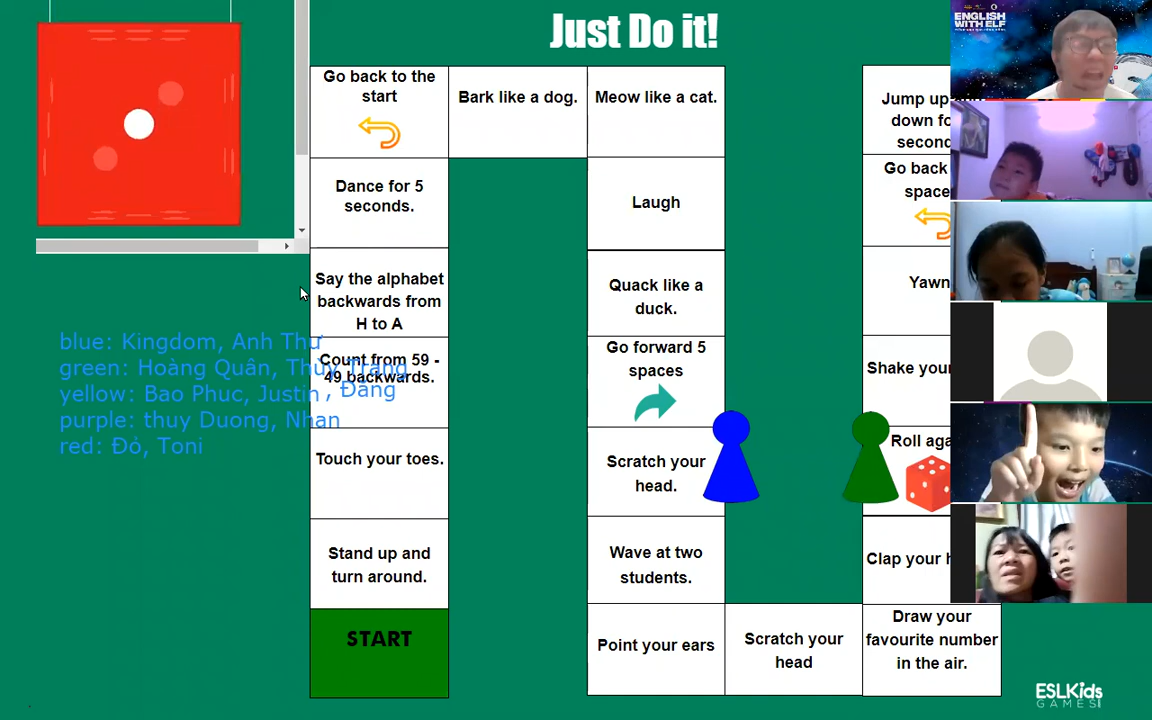 Just Do it!
ENGLISH
WITH ELF
Go back to the
start
Bark like a dog.
Meow like a cat.
Jump up
down fo
secon
Dance for 5
seconds.
Laugh
Go back
space
Say the alphabet
backwards from
H to A
Quack like a
duck.
Yawn
Count from 59 -
49 backwards.
Go forward 5
spaces
Shake your
Touch your toes.
Scratch your
head.
Roll aga
Stand up and
turn around.
Wave at two
students.
Clap your h
START
Point your ears
Scratch your
head
Draw your
favourite number
in the air.
blue: Kingdom, Anh Thư
green: Hoàng Quân, Thùy Trang
yellow: Bao Phuc, Justin , Đăng
purple: thuy Duong, Nhan
red: Đỏ, Toni
ESLKids
GAMES